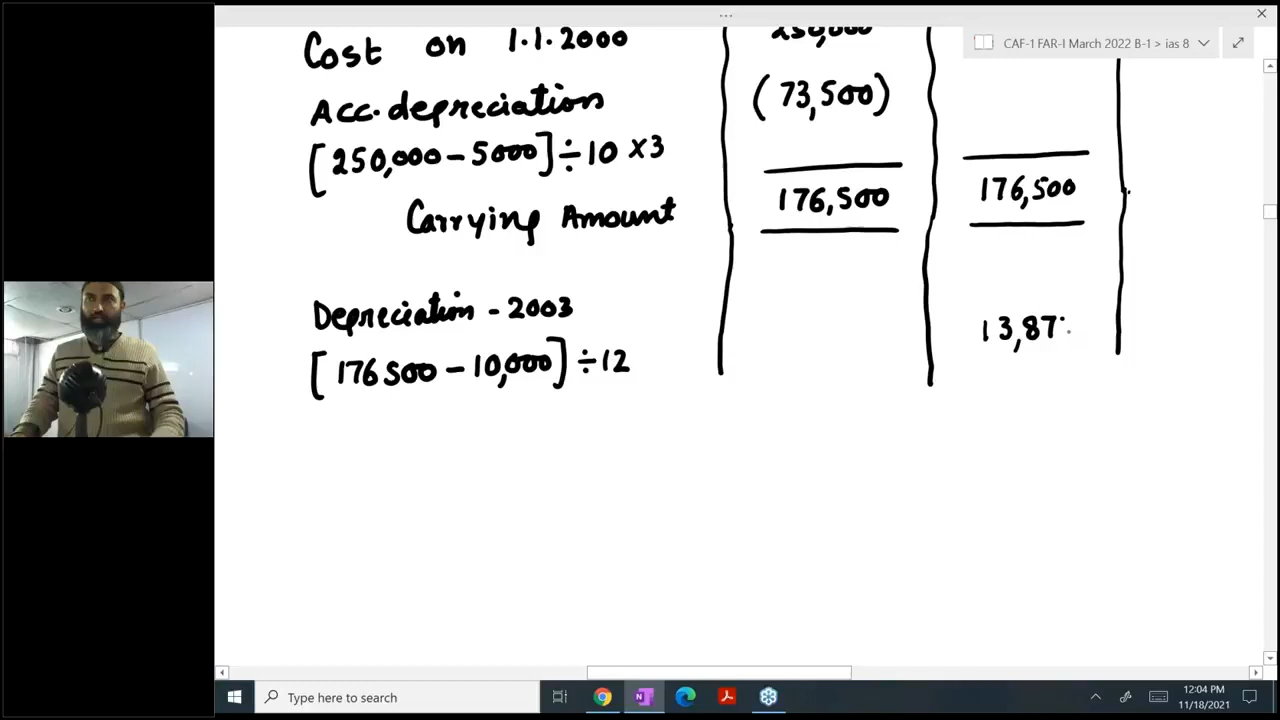 CAF-1 FAR-I March 2022 B-1 > ias 8
Cost on 1.1.2000 250,000
Acc. depreciation (73,500)
[250,000 - 5000] ÷ 10 x3
Carrying Amount 176,500 176,500
Depreciation - 2003 13,87
[176500 - 10,000] ÷ 12
Type here to search
12:04 PM
11/18/2021